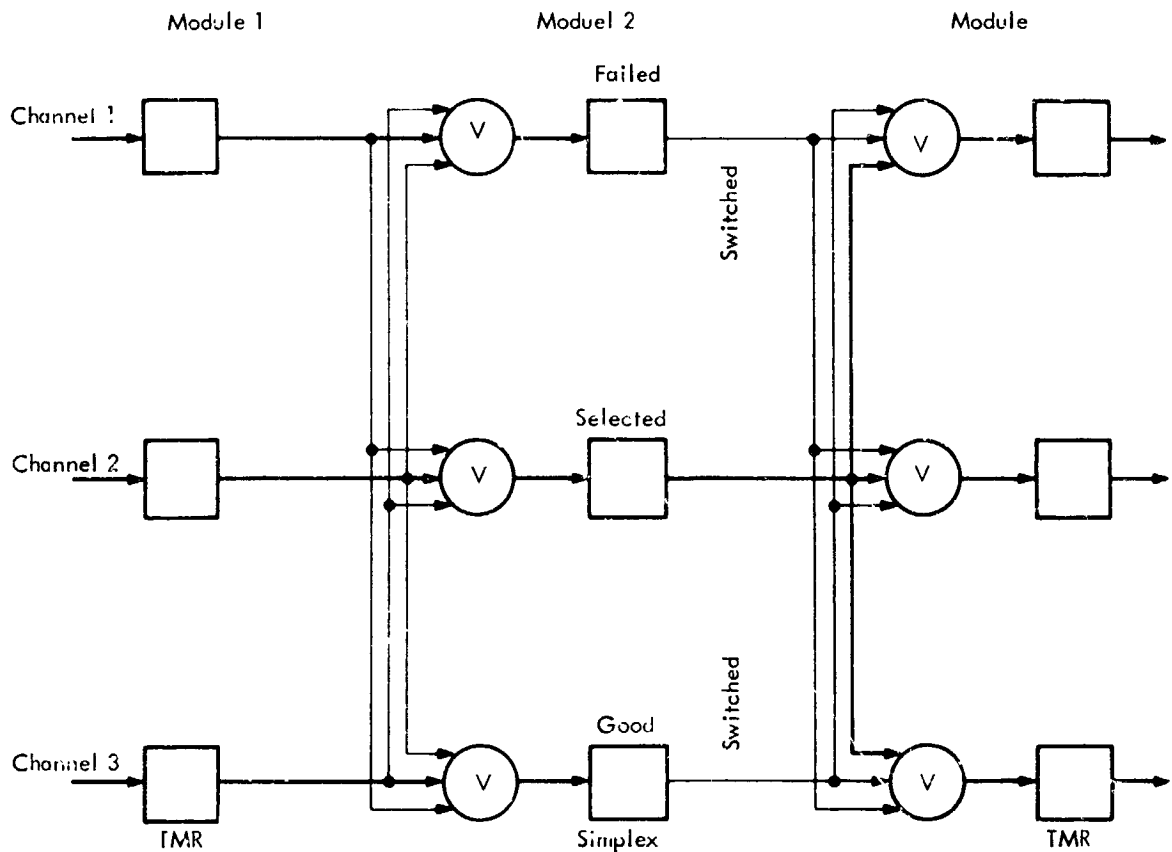 Module 1 Moduel 2 Module
Failed
Channel 1
V V
Switched
Selected
Channel 2
V V
Good
Switched
Channel 3
V V
TMR Simplex TMR